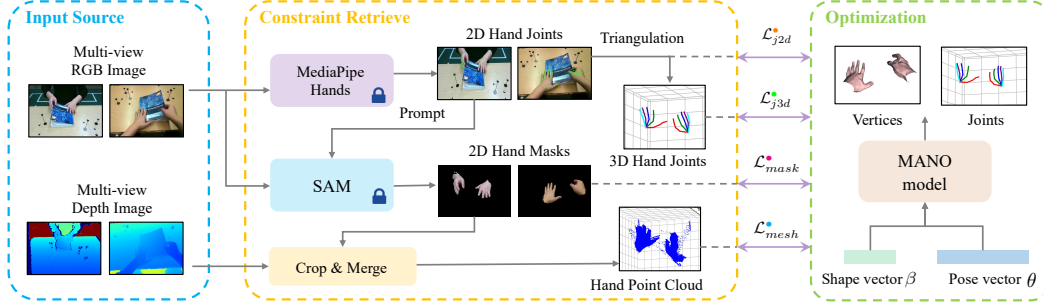 Input Source
Multi-view
RGB Image
Multi-view
Depth Image
Constraint Retrieve
MediaPipe
Hands
2D Hand Joints
Triangulation
Prompt
3D Hand Joints
SAM
2D Hand Masks
Crop & Merge
Hand Point Cloud
ℒj2d
ℒj3d
ℒmask
ℒmesh
Optimization
Vertices
Joints
MANO
model
Shape vector β
Pose vector θ